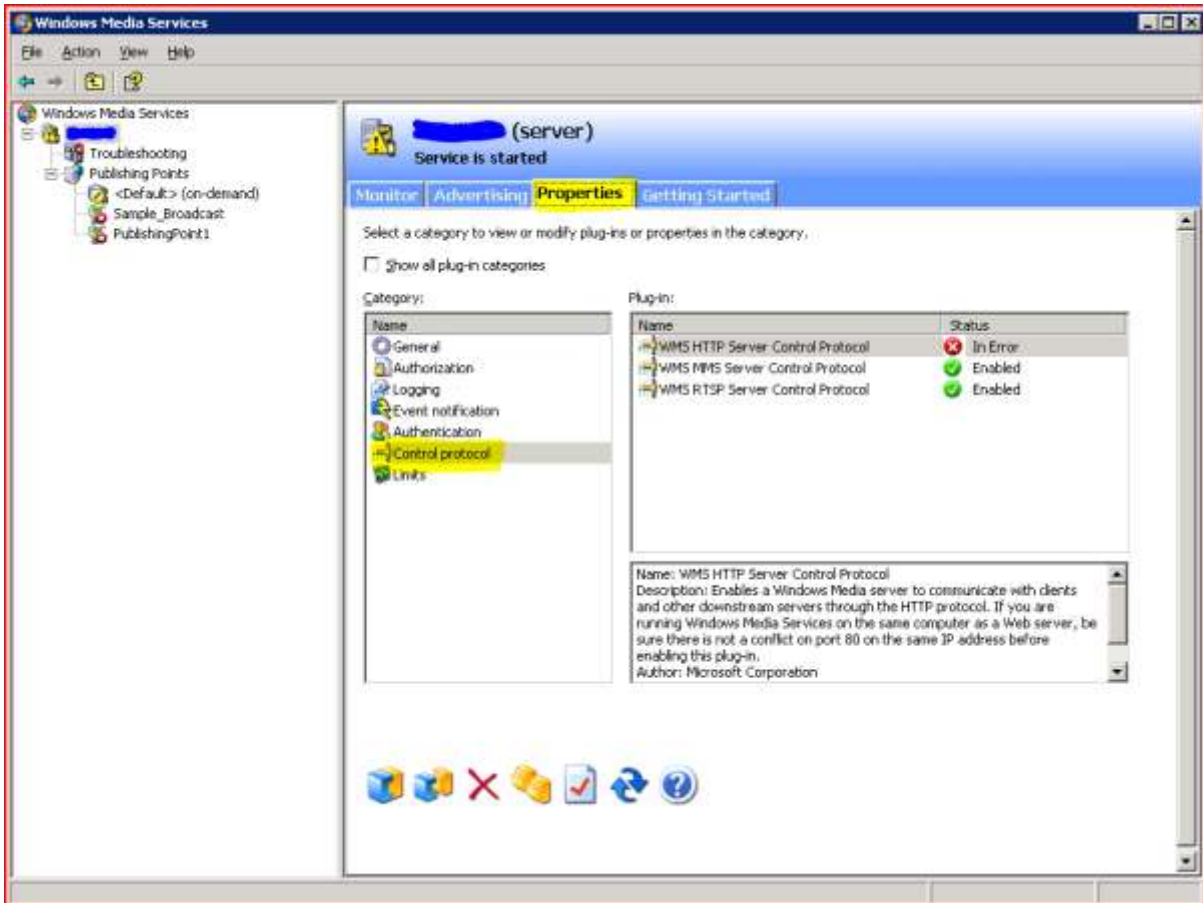 Windows Media Services
File Action View Help
Windows Media Services
Troubleshooting
Publishing Points
<Default> (on-demand)
Sample_Broadcast
PublishingPoint1
(server)
Service is started
Monitor Advertising Properties Getting Started
Select a category to view or modify plug-ins or properties in the category.
Show all plug-in categories
Category:
Name
General
Authorization
Logging
Event notification
Authentication
Control protocol
Limits
Plug-in:
Name Status
WMS HTTP Server Control Protocol In Error
WMS MMS Server Control Protocol Enabled
WMS RTSP Server Control Protocol Enabled
Name: WMS HTTP Server Control Protocol
Description: Enables a Windows Media server to communicate with clients
and other downstream servers through the HTTP protocol. If you are
running Windows Media Services on the same computer as a Web server, be
sure there is not a conflict on port 80 on the same IP address before
enabling this plug-in.
Author: Microsoft Corporation